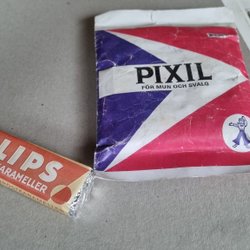 PIXIL
FÖR MUN OCH SVALG
LIPS
KARAMELLER